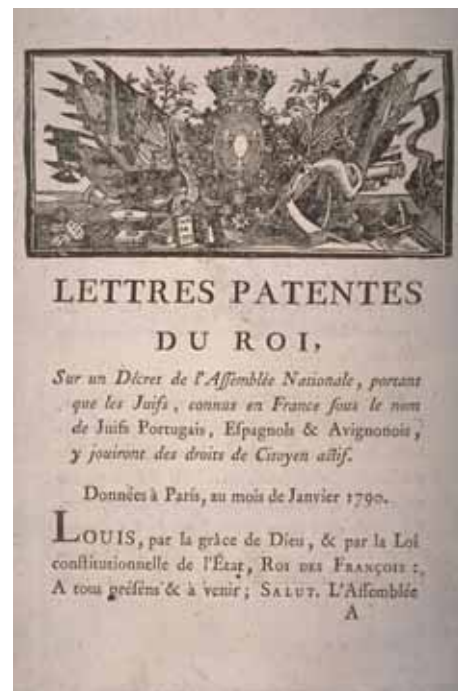 LETTRES PATENTES
DU ROI,
Sur un Décret de l'Aſſemblée Nationale, portant
que les Juifs, connus en France ſous le nom
de Juifs Portugais, Eſpagnols & Avignonois,
y jouiront des droits de Citoyen actif.
Données à Paris, au mois de Janvier 1790.
LOUIS, par la grâce de Dieu, & par la Loi
conſtitutionnelle de l'État, ROI DES FRANÇOIS :
A tous préſens & à venir ; SALUT. L'Aſſemblée
A